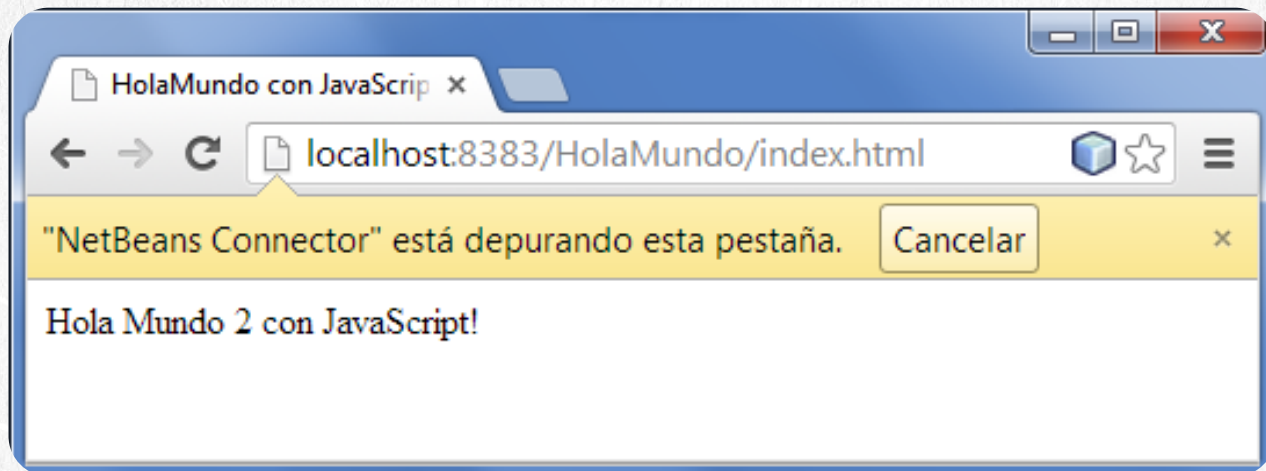 HolaMundo con JavaScrip
localhost:8383/HolaMundo/index.html
"NetBeans Connector" está depurando esta pestaña. Cancelar
Hola Mundo 2 con JavaScript!